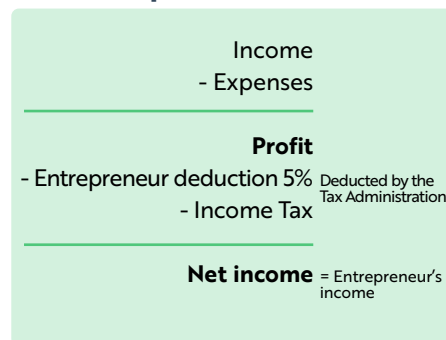 Income
- Expenses
Profit
- Entrepreneur deduction 5% Deducted by the
Tax Administration
- Income Tax
Net income = Entrepreneur's
income